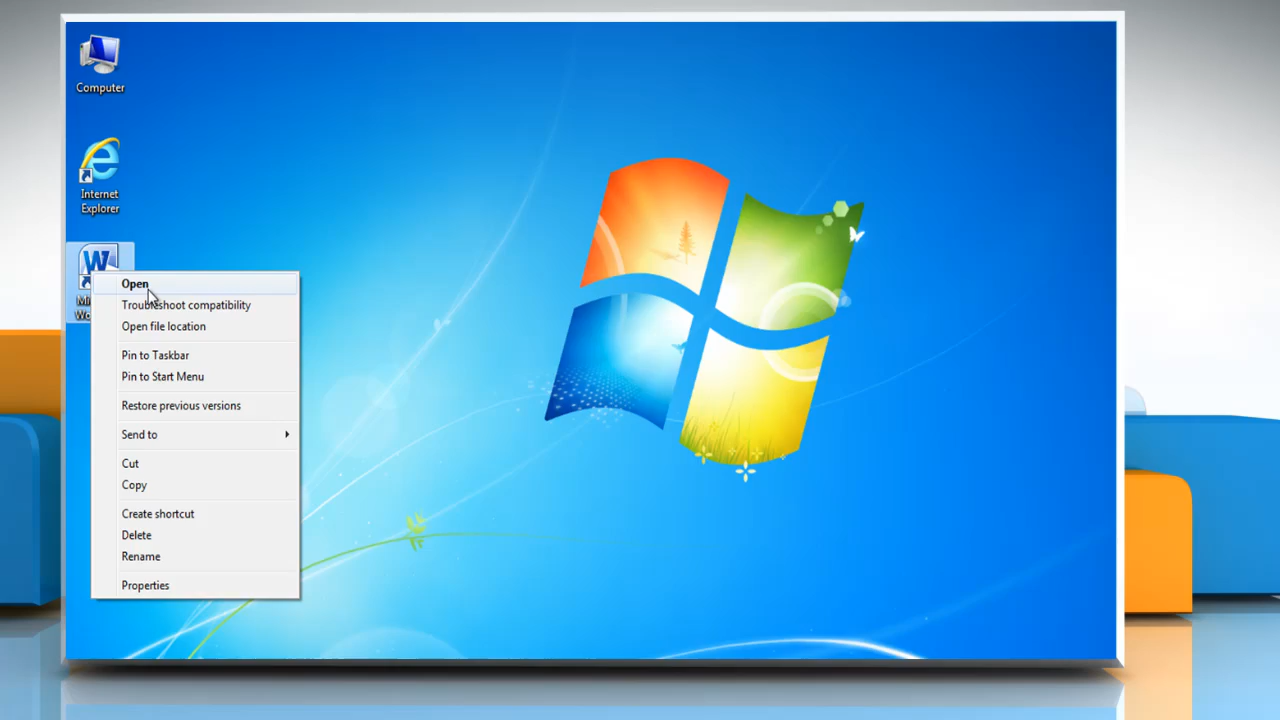 Computer
Internet
Explorer
W
Open
Troubleshoot compatibility
Open file location
Pin to Taskbar
Pin to Start Menu
Restore previous versions
Send to
Cut
Copy
Create shortcut
Delete
Rename
Properties